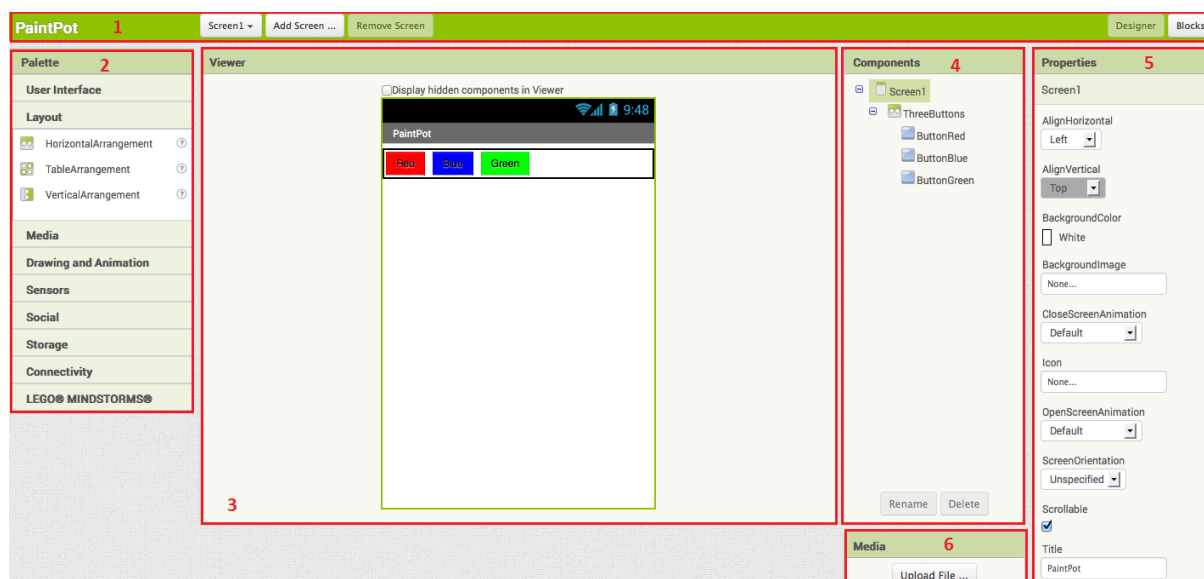 PaintPot 1 Screen1 Add Screen ... Remove Screen Designer Blocks
Palette 2
User Interface
Layout
HorizontalArrangement ?
TableArrangement ?
VerticalArrangement ?
Media
Drawing and Animation
Sensors
Social
Storage
Connectivity
LEGO® MINDSTORMS®
Viewer
Display hidden components in Viewer
9:48
PaintPot
Red Blue Green
3
Components 4
Screen1
ThreeButtons
ButtonRed
ButtonBlue
ButtonGreen
Rename Delete
Media 6
Upload File ...
Properties 5
Screen1
AlignHorizontal
Left
AlignVertical
Top
BackgroundColor
White
BackgroundImage
None...
CloseScreenAnimation
Default
Icon
None...
OpenScreenAnimation
Default
ScreenOrientation
Unspecified
Scrollable
Title
PaintPot